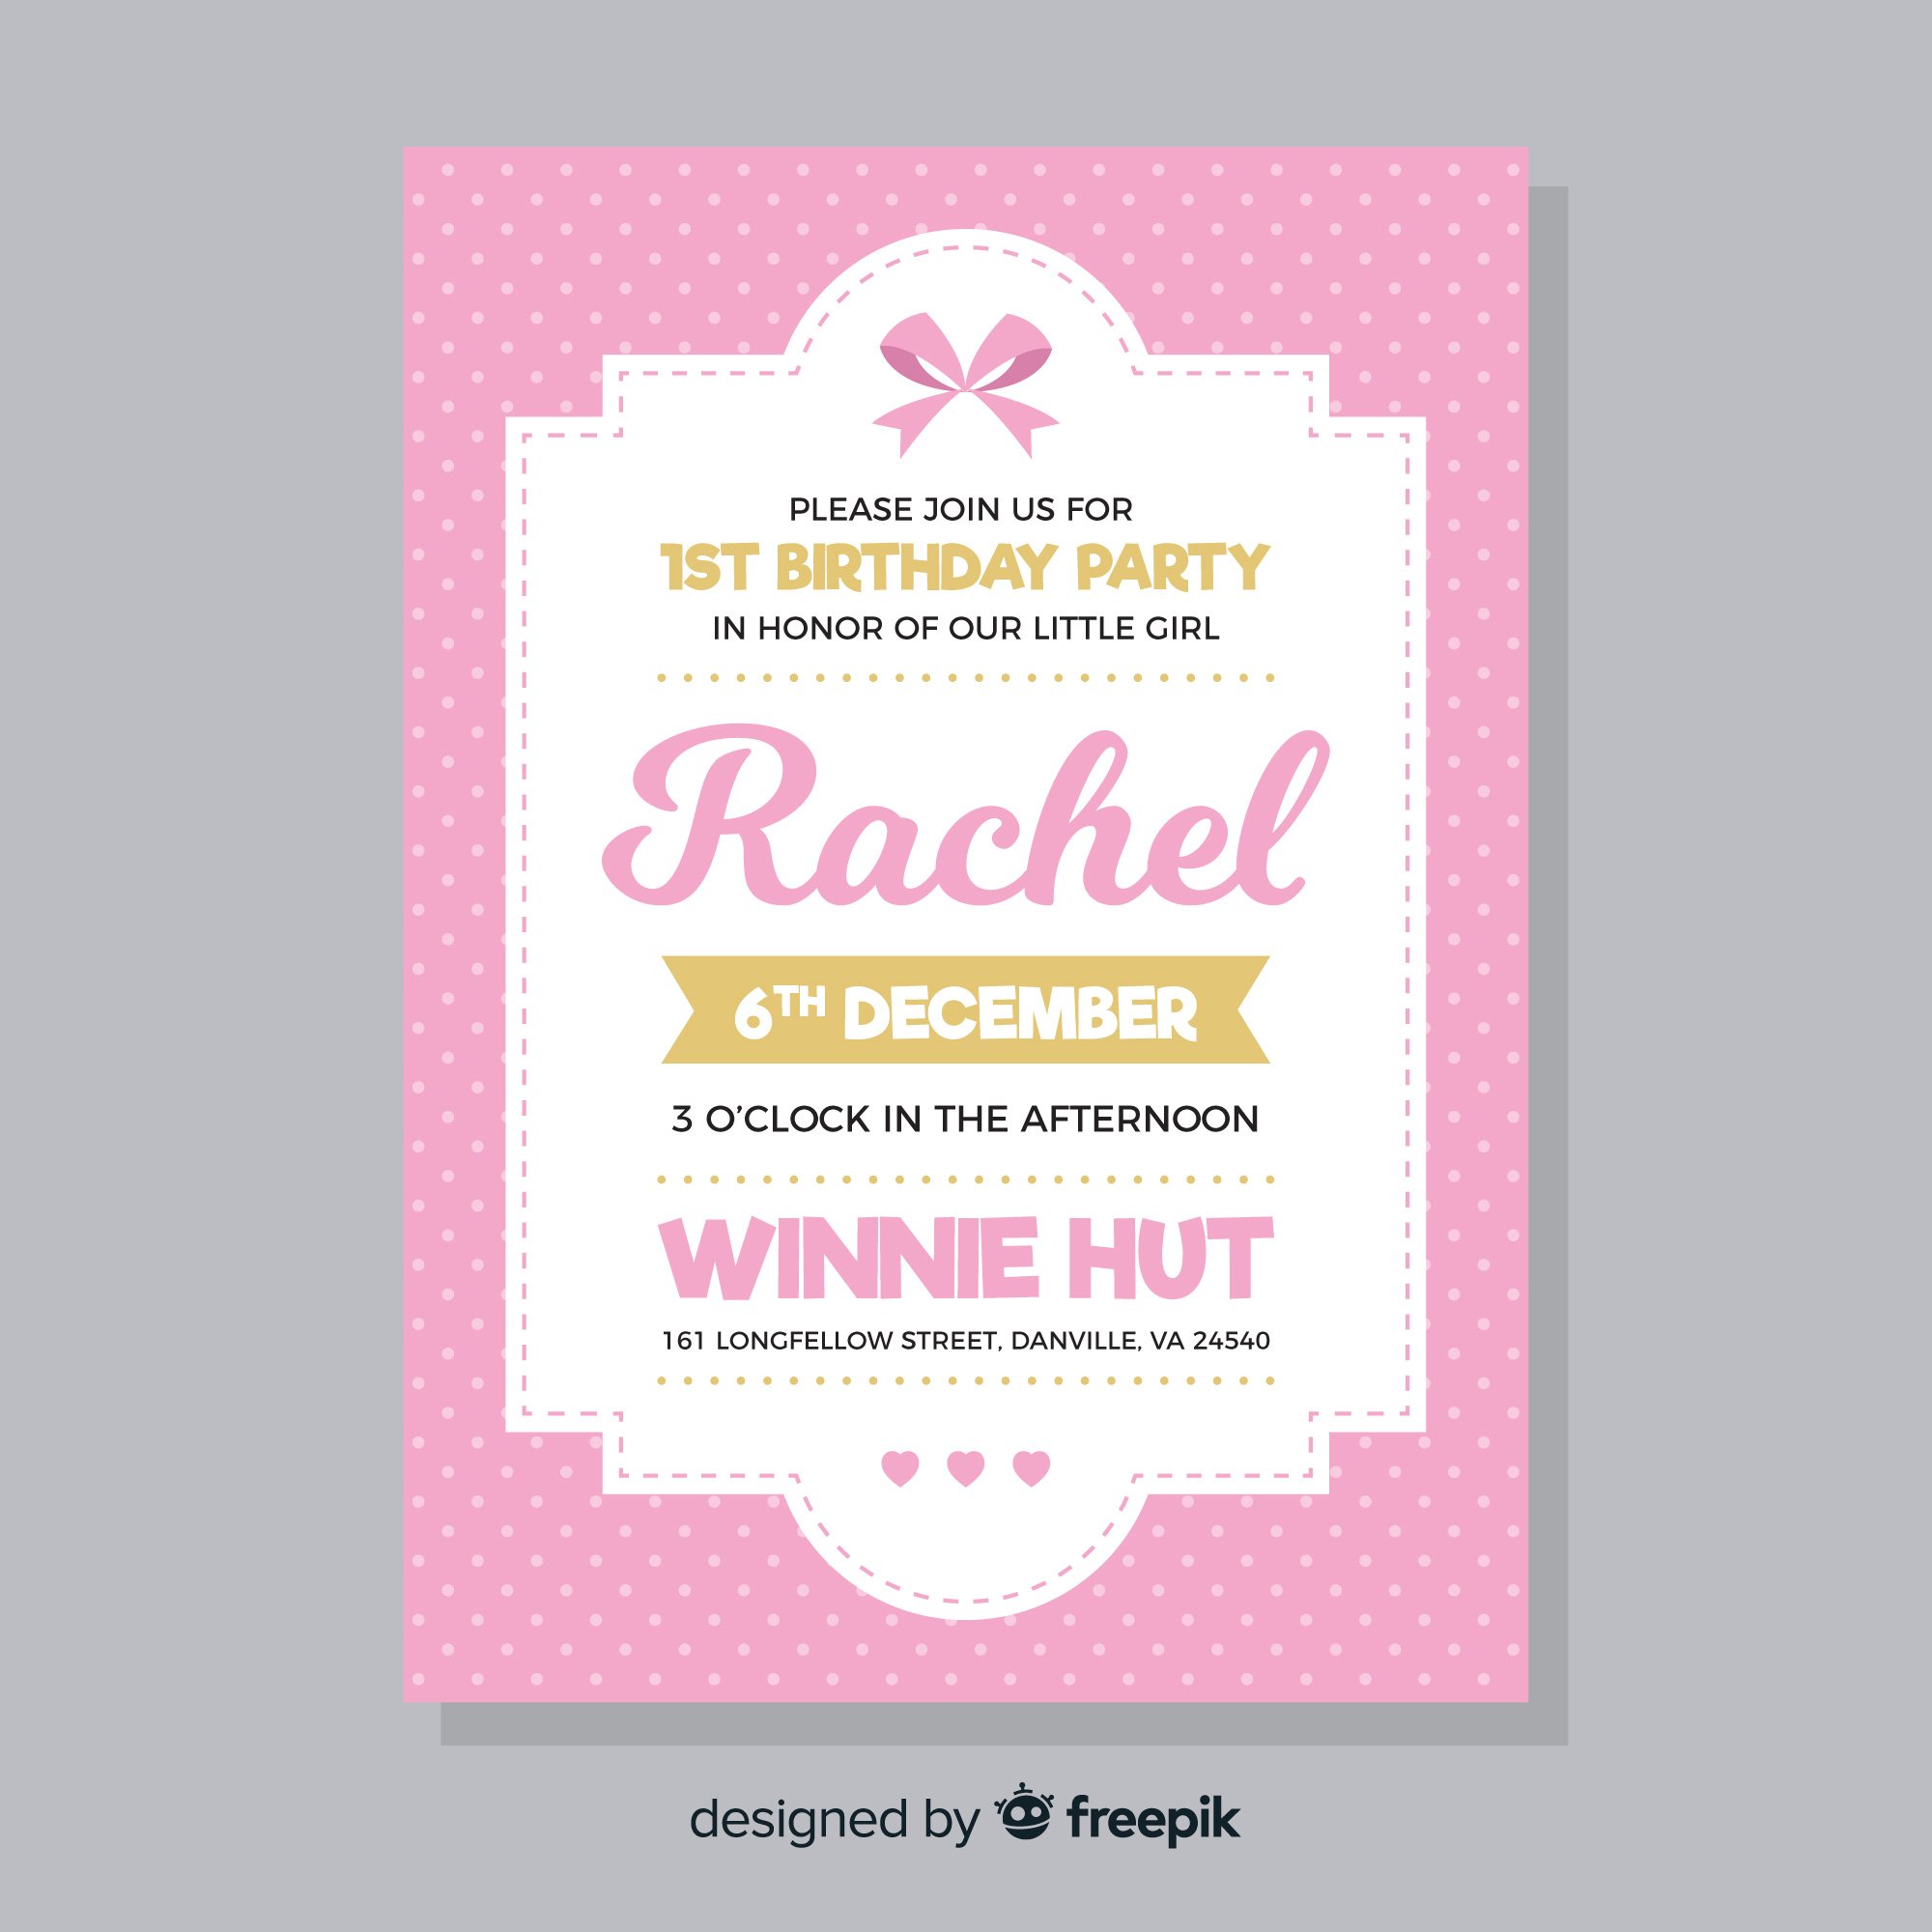 PLEASE JOIN US FOR
1ST BIRTHDAY PARTY
IN HONOR OF OUR LITTLE GIRL
Rachel
6TH DECEMBER
3 O'CLOCK IN THE AFTERNOON
WINNIE HUT
161 LONGFELLOW STREET, DANVILLE, VA 24540
designed by freepik